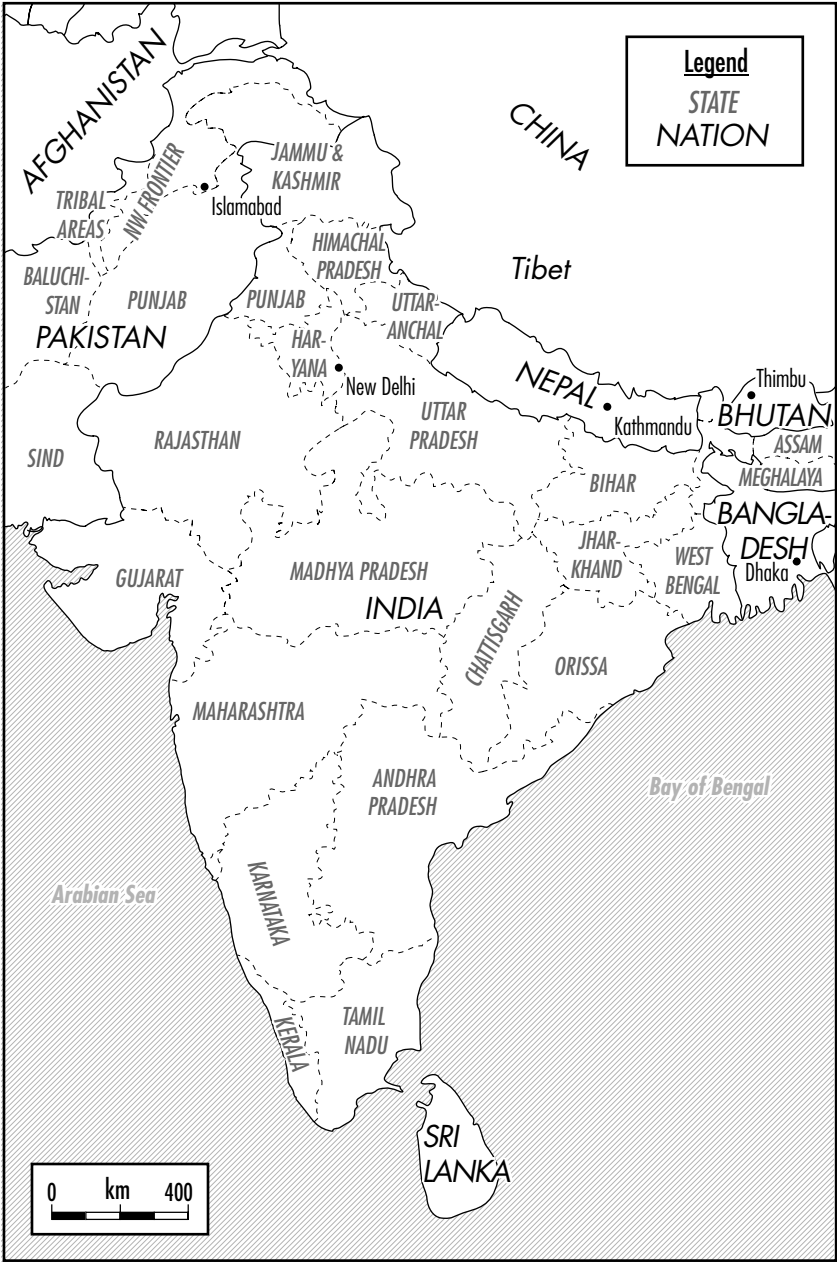 Legend
STATE
NATION
AFGHANISTAN
CHINA
JAMMU &
KASHMIR
NW FRONTIER
Islamabad
TRIBAL
AREAS
HIMACHAL
PRADESH
Tibet
BALUCHI-
STAN
PUNJAB
PUNJAB
UTTAR-
ANCHAL
PAKISTAN
HAR-
YANA
New Delhi
NEPAL
Kathmandu
Thimbu
BHUTAN
UTTAR
PRADESH
RAJASTHAN
SIND
ASSAM
MEGHALAYA
BIHAR
BANGLA-
DESH
Dhaka
JHAR-
KHAND
WEST
BENGAL
GUJARAT
MADHYA PRADESH
INDIA
CHATTISGARH
ORISSA
MAHARASHTRA
ANDHRA
PRADESH
Bay of Bengal
Arabian Sea
KARNATAKA
KERALA
TAMIL
NADU
SRI
LANKA
0 km 400